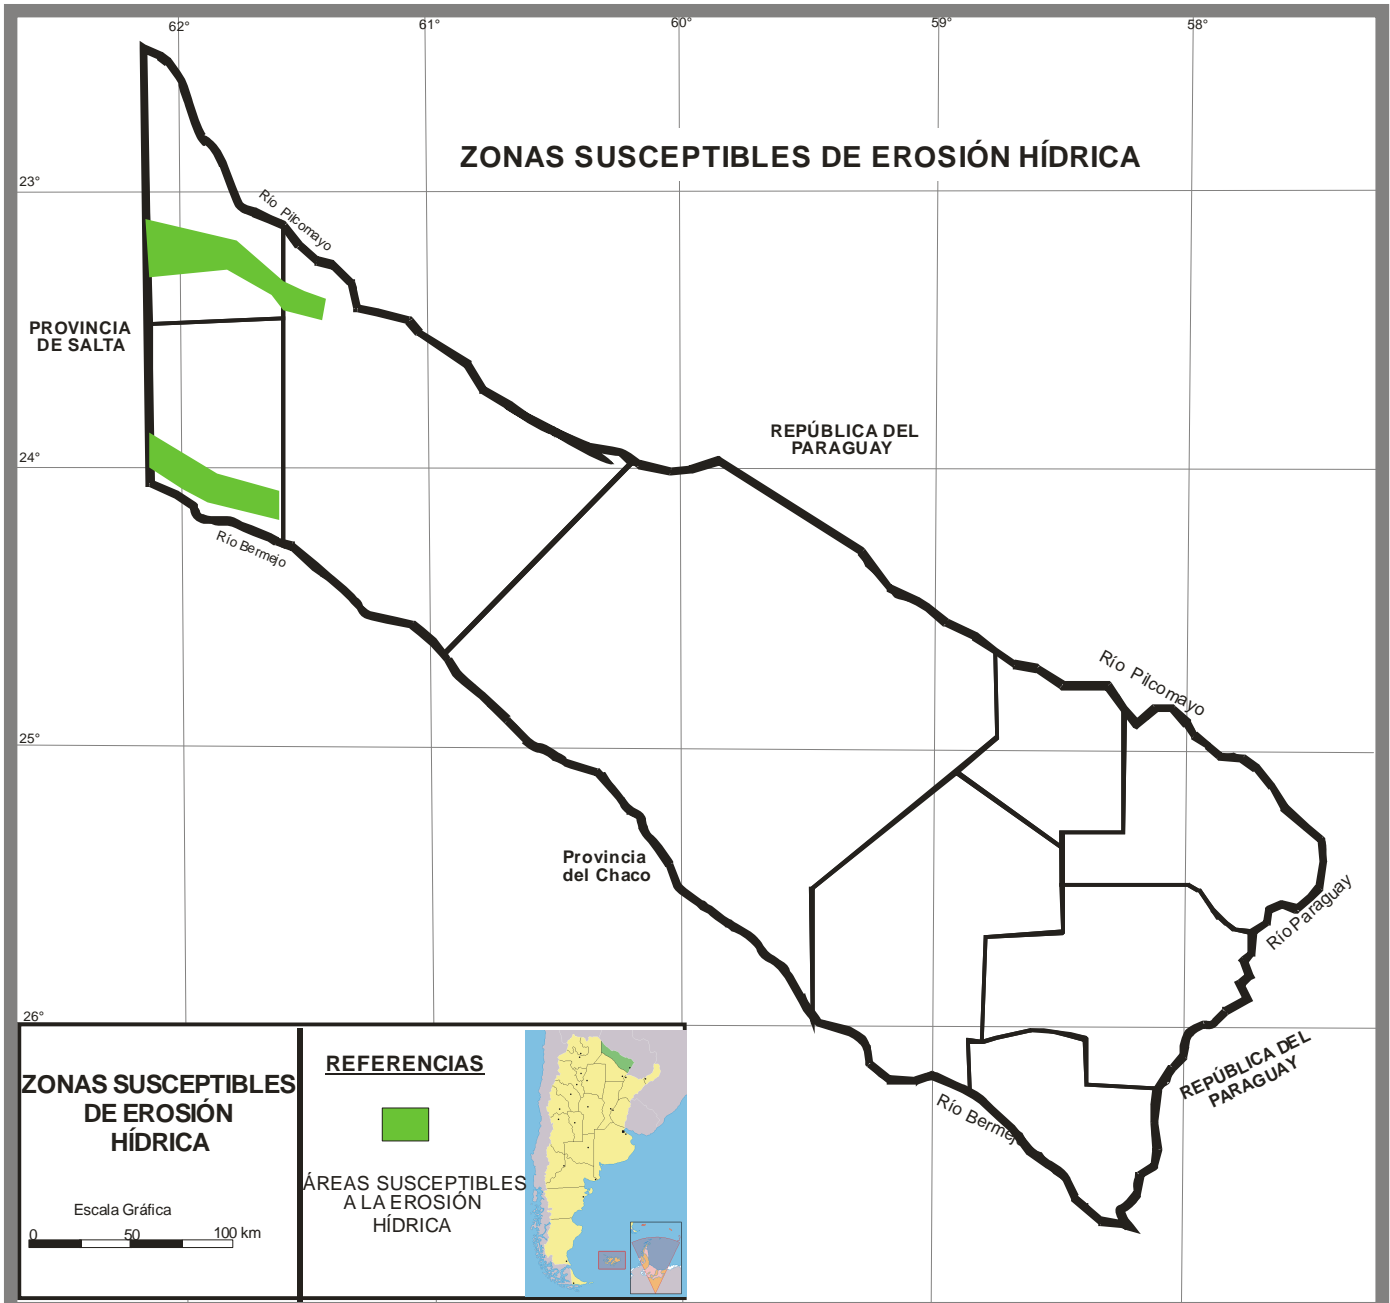 62°
61°
60°
59°
58°
ZONAS SUSCEPTIBLES DE EROSIÓN HÍDRICA
23°
Río Pilcomayo
PROVINCIA
DE SALTA
REPÚBLICA DEL
PARAGUAY
24°
Río Bermejo
Río Pilcomayo
25°
Provincia
del Chaco
Río Paraguay
26°
REPÚBLICA DEL
PARAGUAY
Río Bermejo
ZONAS SUSCEPTIBLES
DE EROSIÓN
HÍDRICA
Escala Gráfica
0 50 100 km
REFERENCIAS
ÁREAS SUSCEPTIBLES
A LA EROSIÓN
HÍDRICA